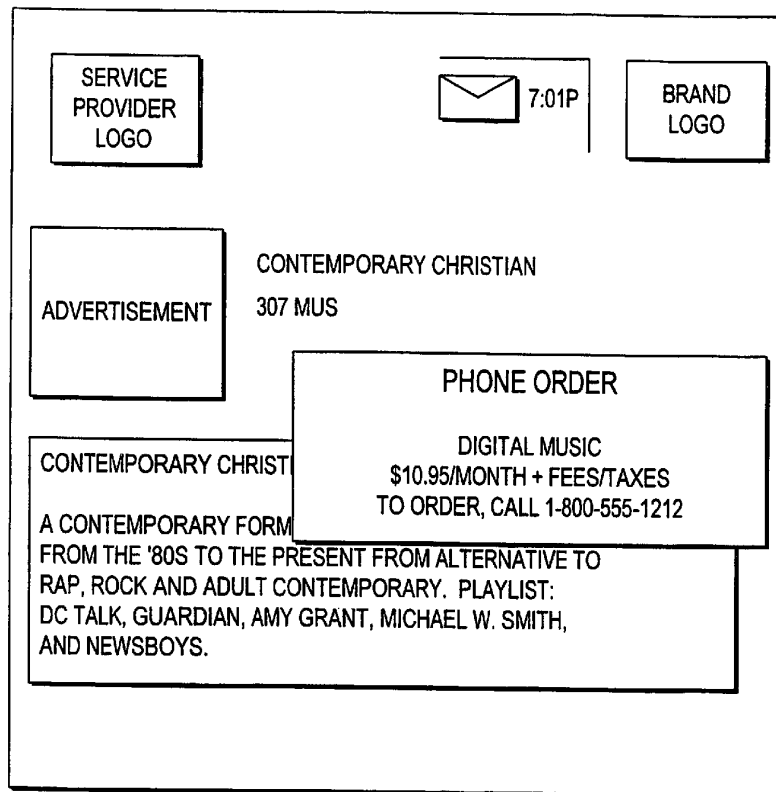 SERVICE
PROVIDER
LOGO
7:01P
BRAND
LOGO
ADVERTISEMENT
CONTEMPORARY CHRISTIAN
307 MUS
PHONE ORDER
DIGITAL MUSIC
$10.95/MONTH + FEES/TAXES
TO ORDER, CALL 1-800-555-1212
CONTEMPORARY CHRISTI
A CONTEMPORARY FORM
FROM THE '80S TO THE PRESENT FROM ALTERNATIVE TO
RAP, ROCK AND ADULT CONTEMPORARY. PLAYLIST:
DC TALK, GUARDIAN, AMY GRANT, MICHAEL W. SMITH,
AND NEWSBOYS.